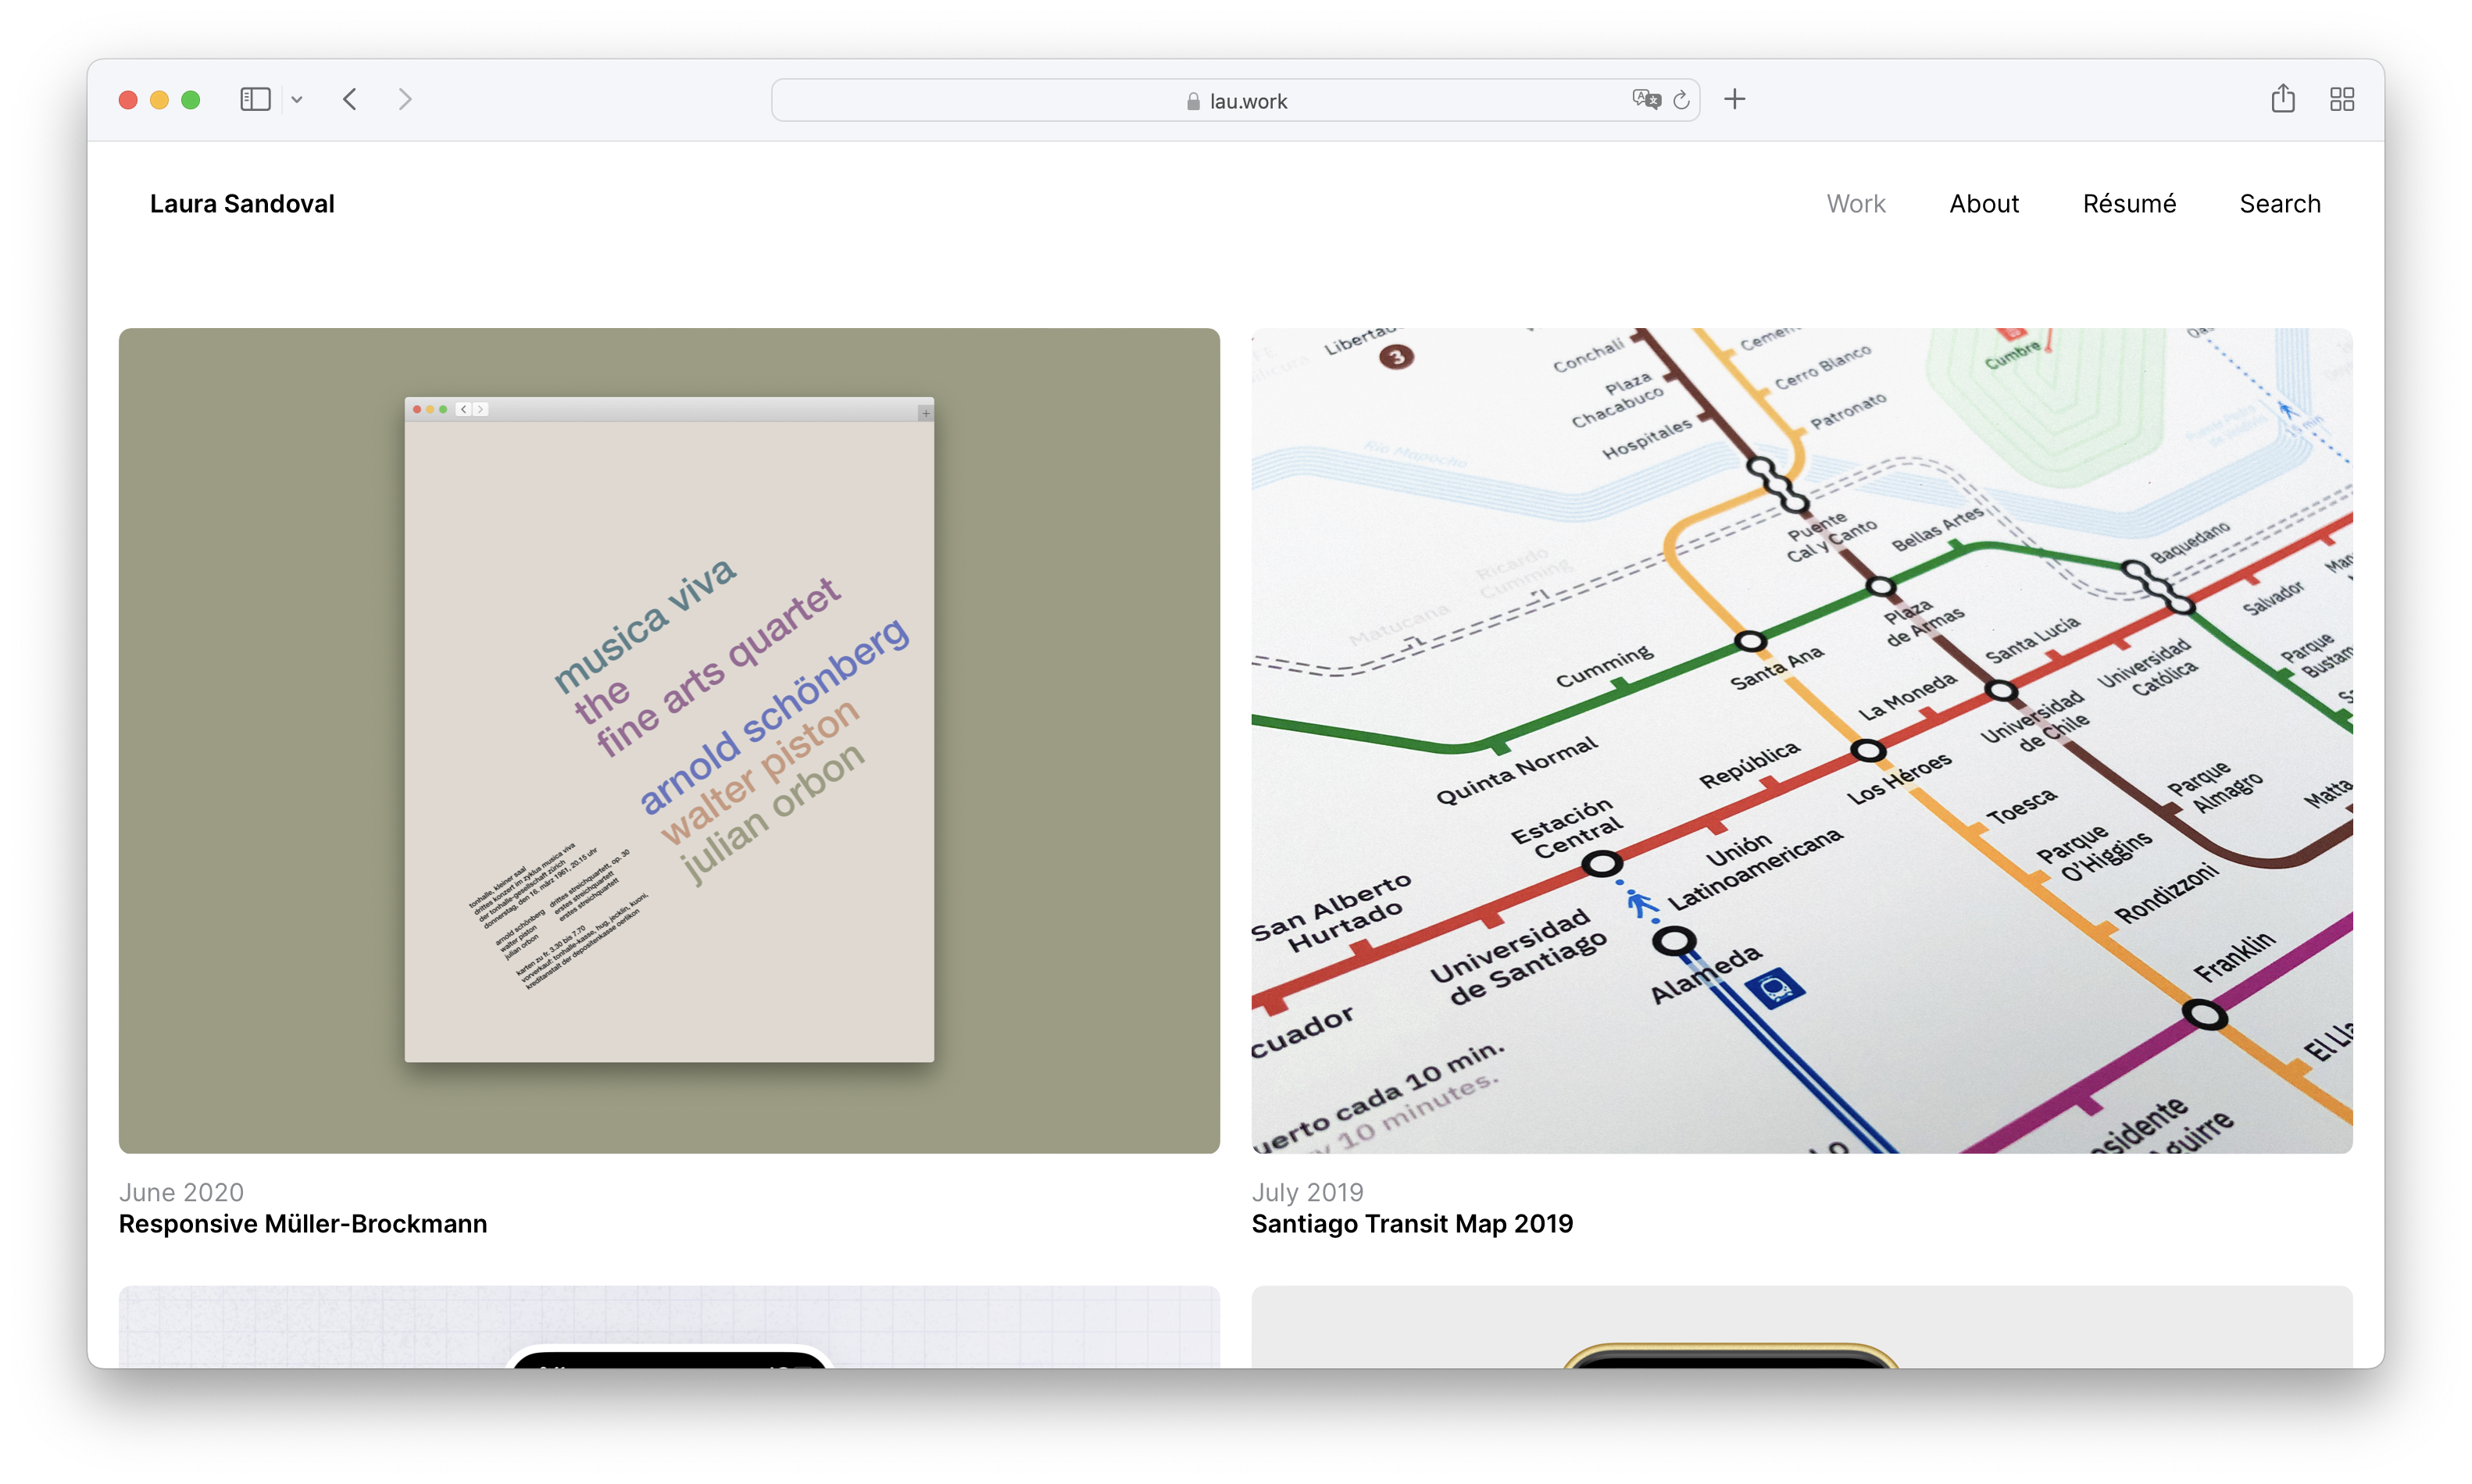 lau.work
Laura Sandoval
Work
About
Résumé
Search
musica viva
the
fine arts quartet
arnold schönberg
walter piston
julian orbon
tonhalle, kleiner saal
drittes konzert im zyklus musica viva
der tonhalle-gesellschaft zürich
donnerstag, den 16. märz 1961, 20.15 uhr
arnold schönberg drittes streichquartett, op. 30
walter piston erstes streichquartett
julian orbon erstes streichquartett
karten zu fr. 3.30 bis 7.70
vorverkauf: tonhalle-kasse, hug, jecklin, kuoni,
kreditanstalt der depositenkasse oerlikon
3
Conchalí
Plaza
Chacabuco
Hospitales
Cerro Blanco
Patronato
Cumbre
Río Mapocho
Ricardo
Cumming
Matucana
Puente
Cal y Canto
Bellas Artes
Baquedano
Salvador
Plaza
de Armas
Santa Lucía
Universidad
Católica
Parque
Cumming
Santa Ana
La Moneda
Universidad
de Chile
Quinta Normal
República
Los Héroes
Parque
Almagro
Matta
Estación
Central
Unión
Latinoamericana
Toesca
Parque
O'Higgins
Rondizzoni
San Alberto
Hurtado
Universidad
de Santiago
Alameda
Franklin
cuador
uerto cada 10 min.
y 10 minutes.
sidente
guirre
June 2020
Responsive Müller-Brockmann
July 2019
Santiago Transit Map 2019